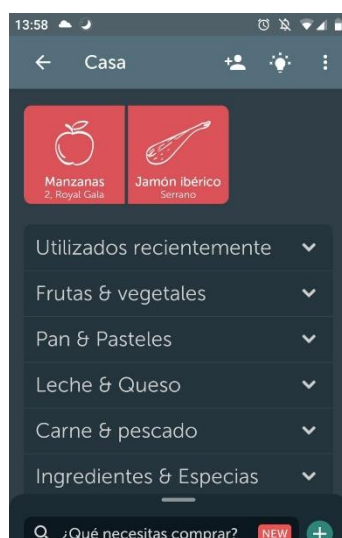 13:58
Casa
Manzanas
2, Royal Gala
Jamón ibérico
Serrano
Utilizados recientemente
Frutas & vegetales
Pan & Pasteles
Leche & Queso
Carne & pescado
Ingredientes & Especias
¿Qué necesitas comprar? NEW